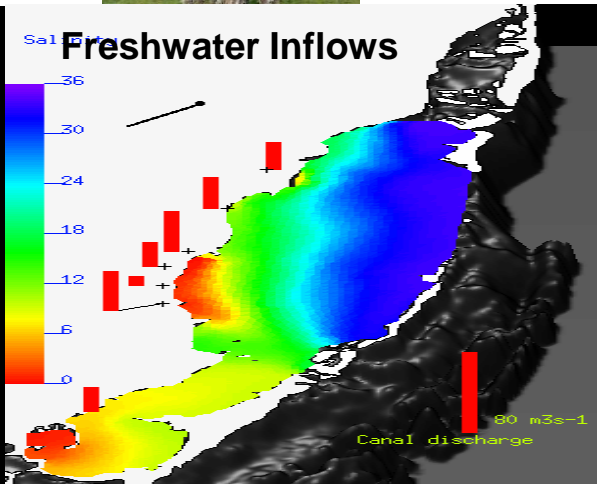 Salinity
Freshwater Inflows
36
30
24
18
12
6
0
80 m3s-1
Canal discharge